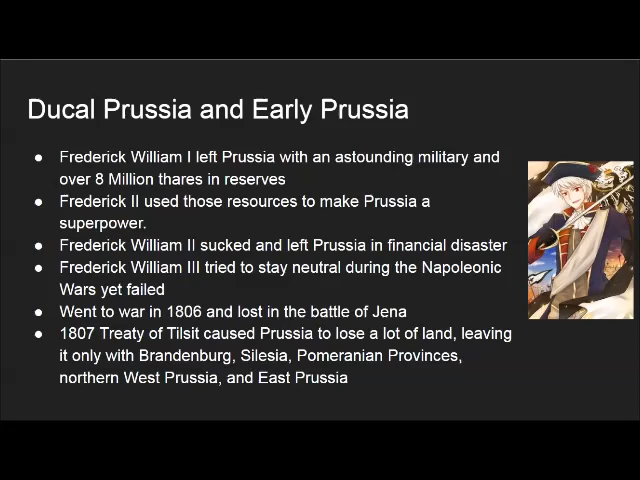 Ducal Prussia and Early Prussia
● Frederick William I left Prussia with an astounding military and
over 8 Million thares in reserves
● Frederick II used those resources to make Prussia a
superpower.
● Frederick William II sucked and left Prussia in financial disaster
● Frederick William III tried to stay neutral during the Napoleonic
Wars yet failed
● Went to war in 1806 and lost in the battle of Jena
● 1807 Treaty of Tilsit caused Prussia to lose a lot of land, leaving
it only with Brandenburg, Silesia, Pomeranian Provinces,
northern West Prussia, and East Prussia